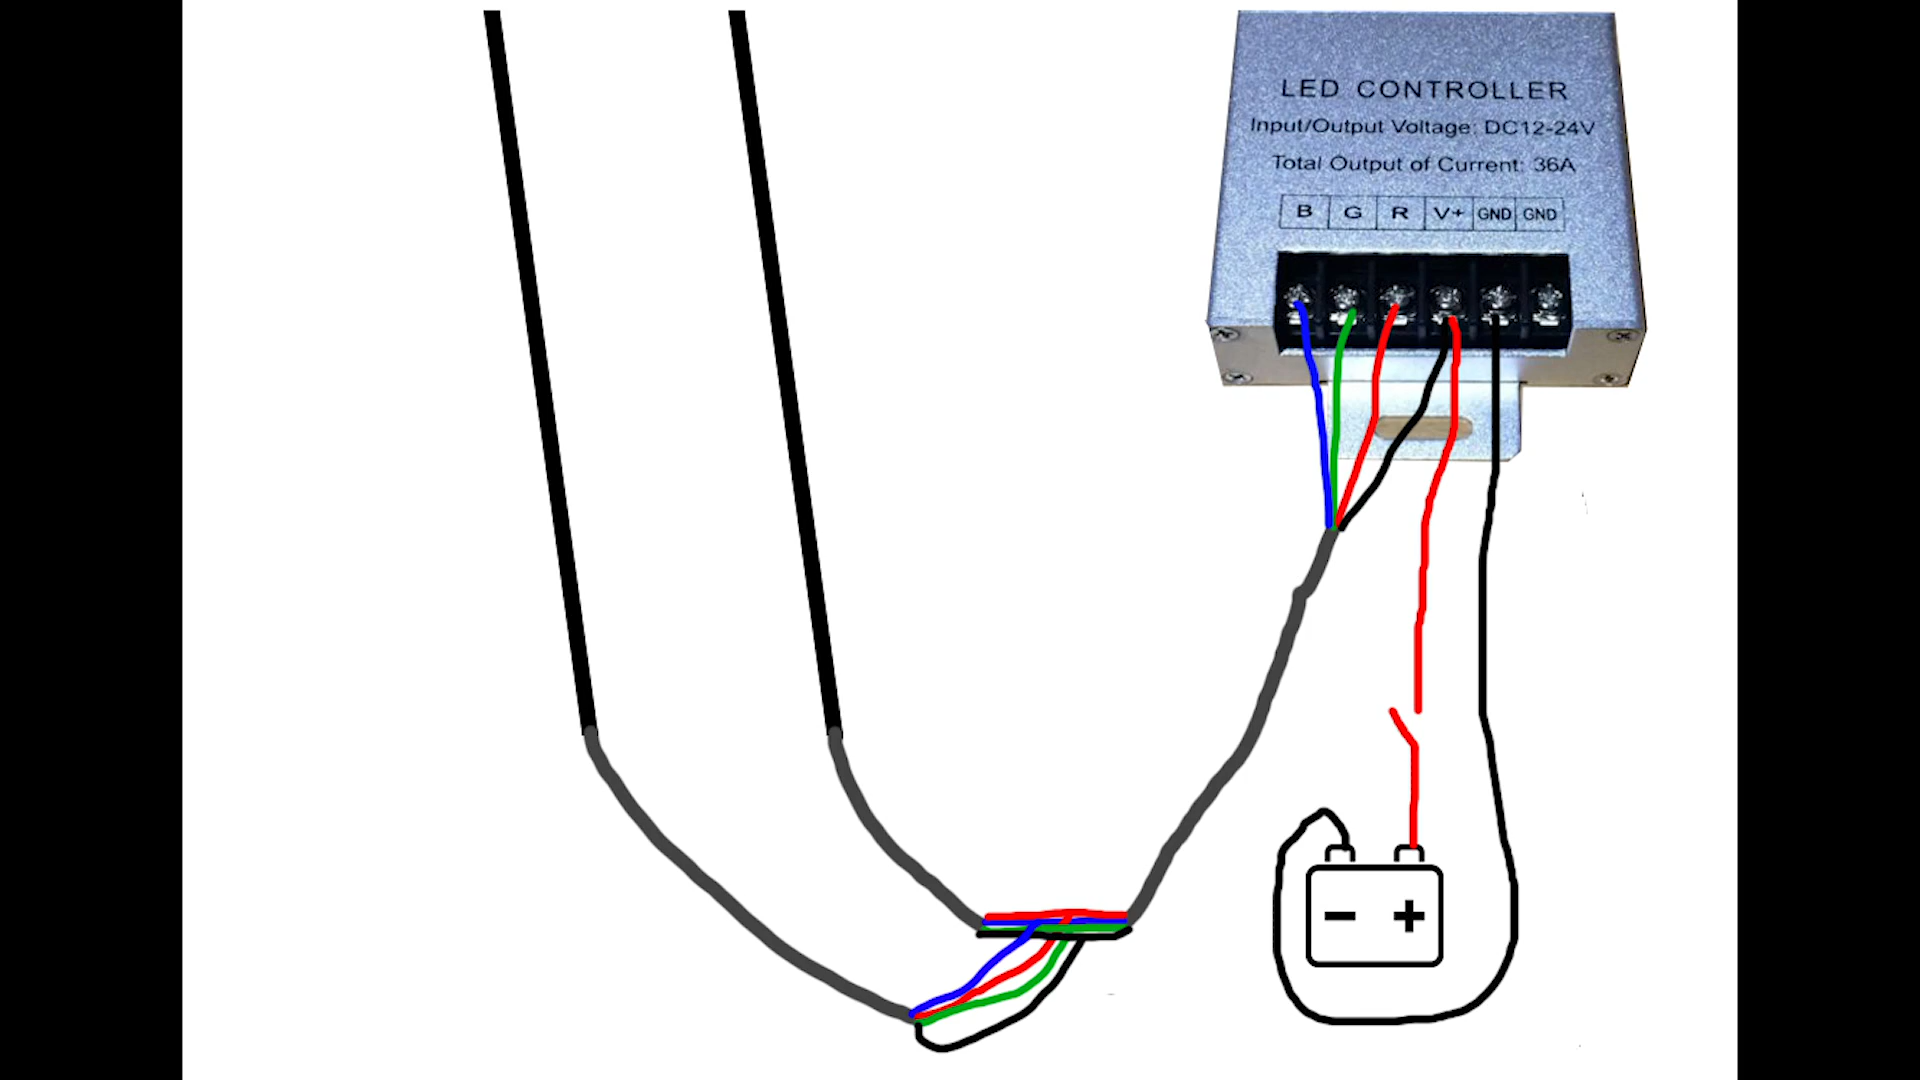 LED CONTROLLER
Input/Output Voltage: DC12-24V
Total Output of Current: 36A
B G R V+ GND GND
− +